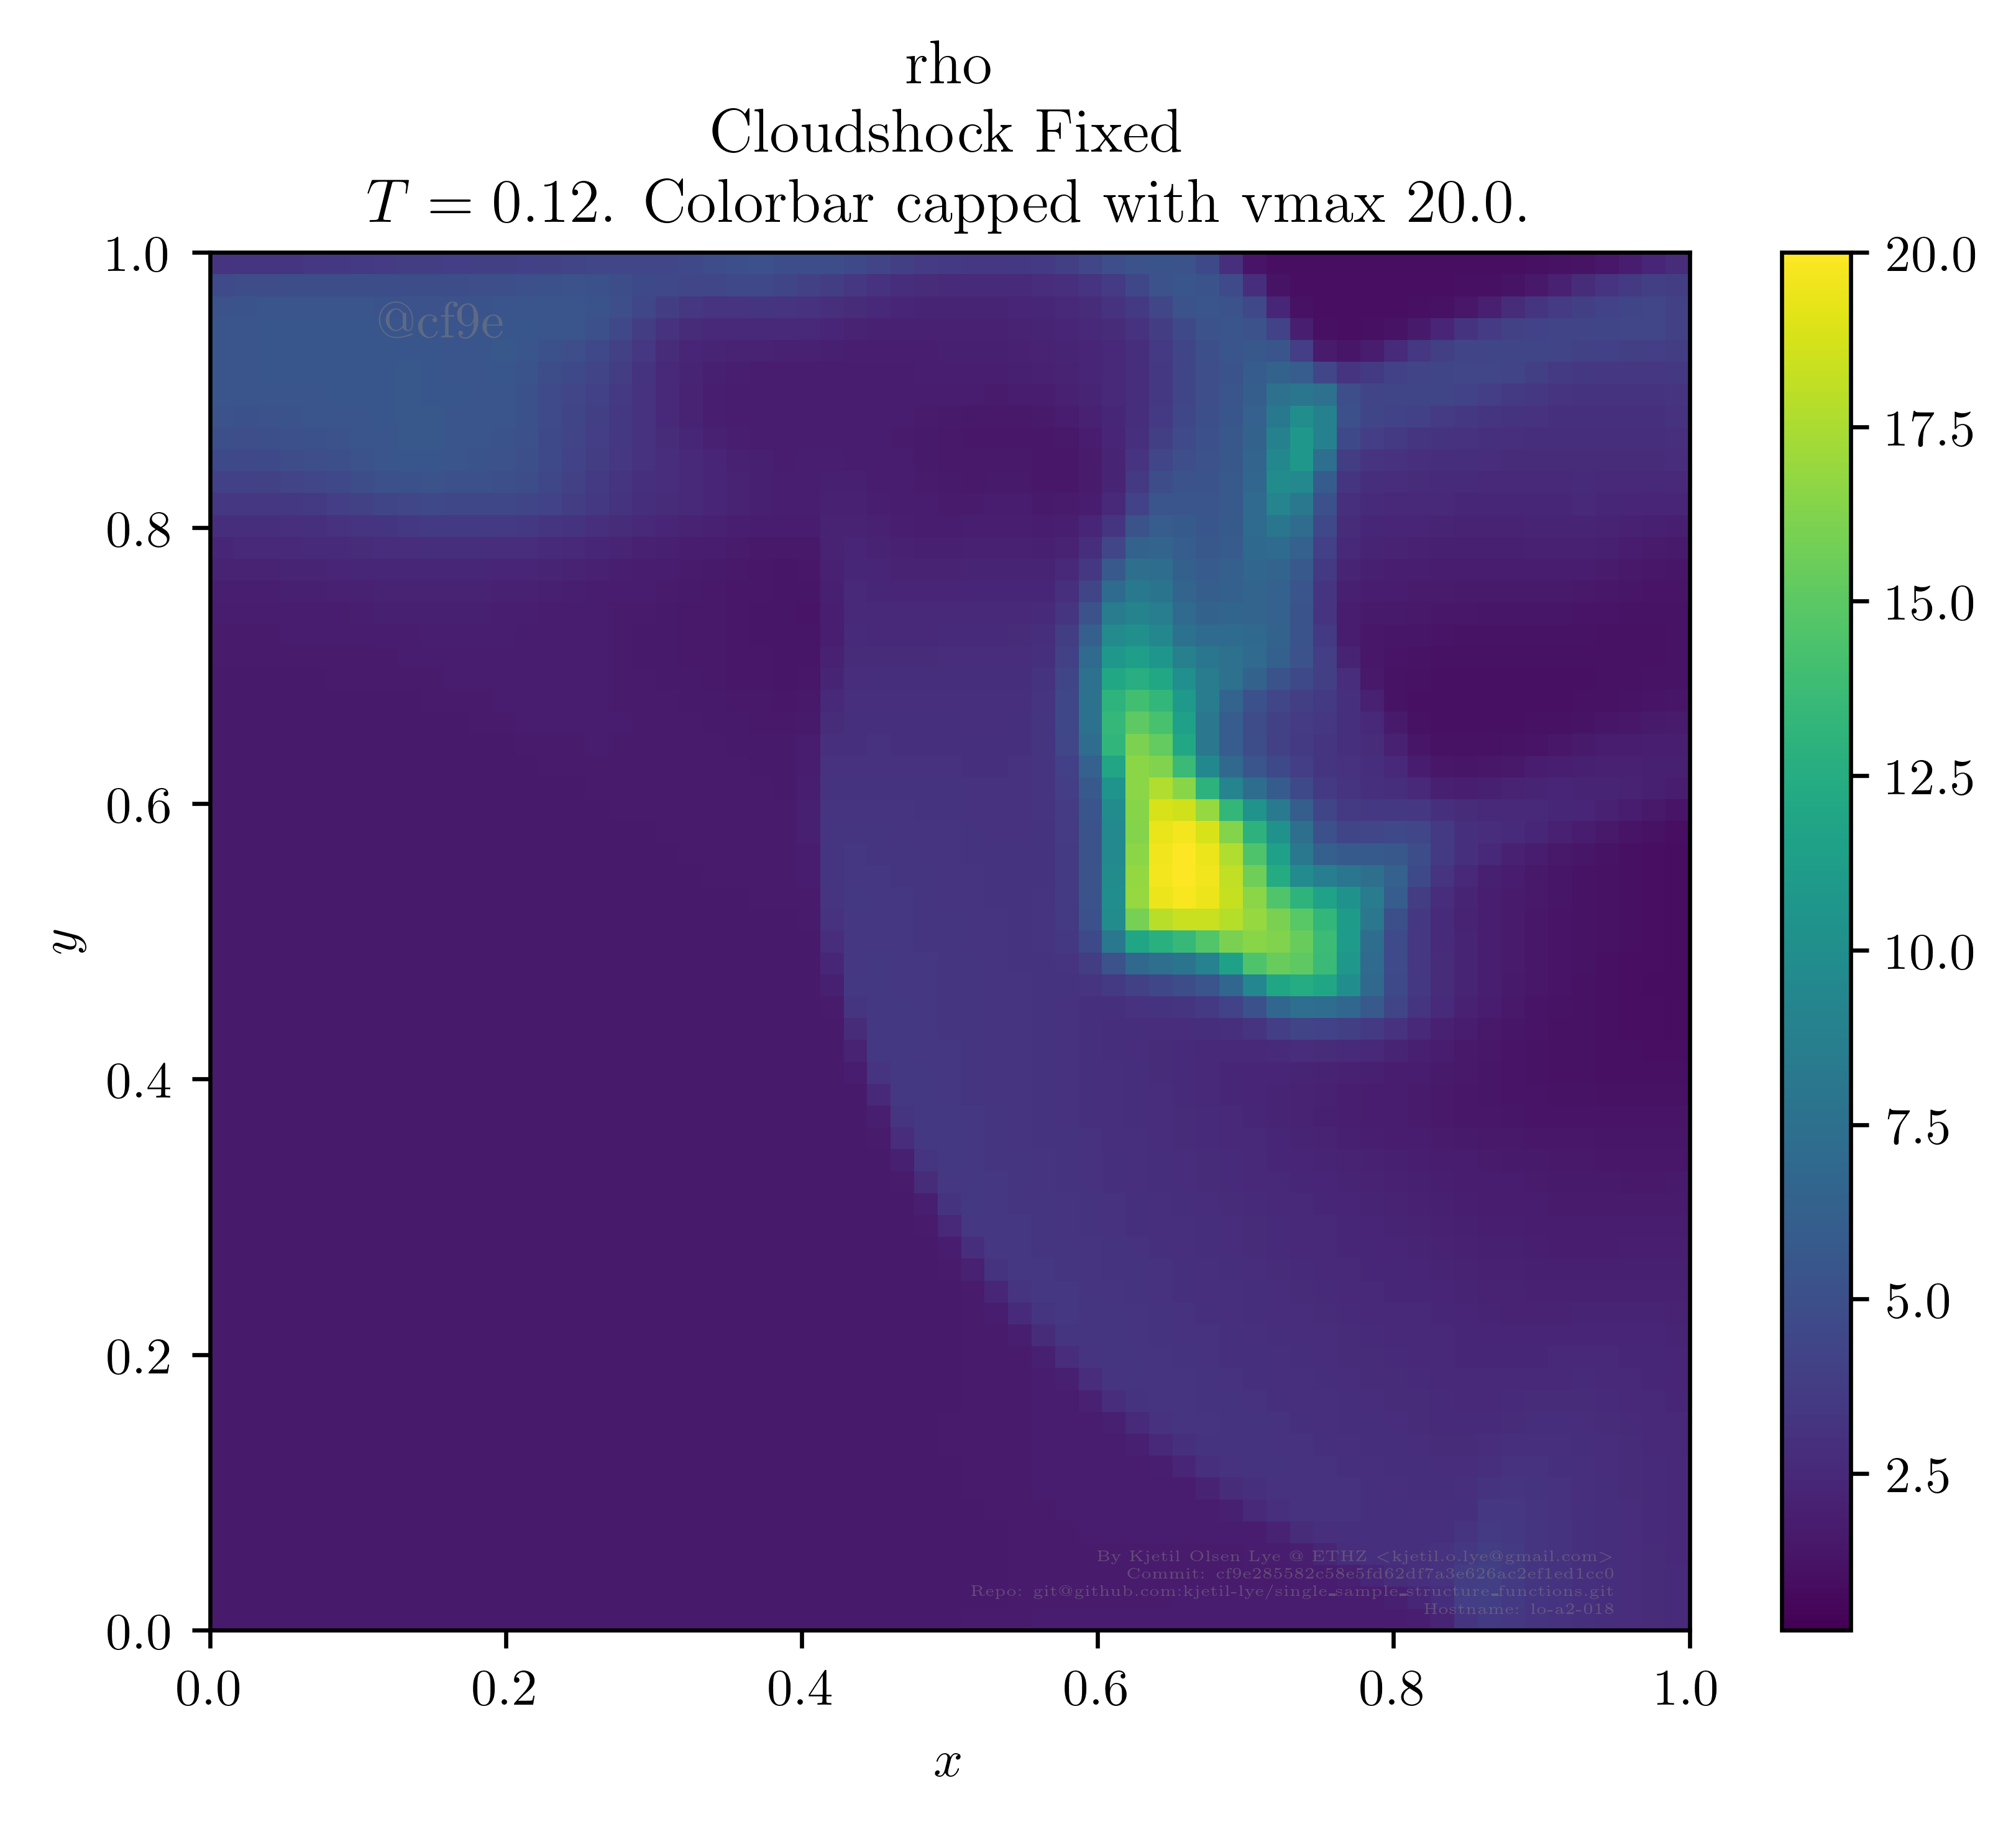 rho
Cloudshock Fixed
T = 0.12. Colorbar capped with vmax 20.0.
1.0
0.8
0.6
0.4
0.2
0.0
y
@cf9e
By Kjetil Olsen Lye @ ETHZ <kjetil.o.lye@gmail.com>
Commit: cf9e285582c58e5fd62df7a3e626ac2ef1ed1cc0
Repo: git@github.com:kjetil-lye/single_sample_structure_functions.git
Hostname: lo-a2-018
0.0 0.2 0.4 0.6 0.8 1.0
x
20.0
17.5
15.0
12.5
10.0
7.5
5.0
2.5